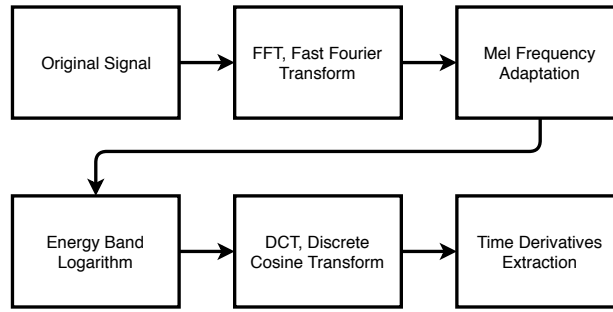 Original Signal
FFT, Fast Fourier
Transform
Mel Frequency
Adaptation
Energy Band
Logarithm
DCT, Discrete
Cosine Transform
Time Derivatives
Extraction